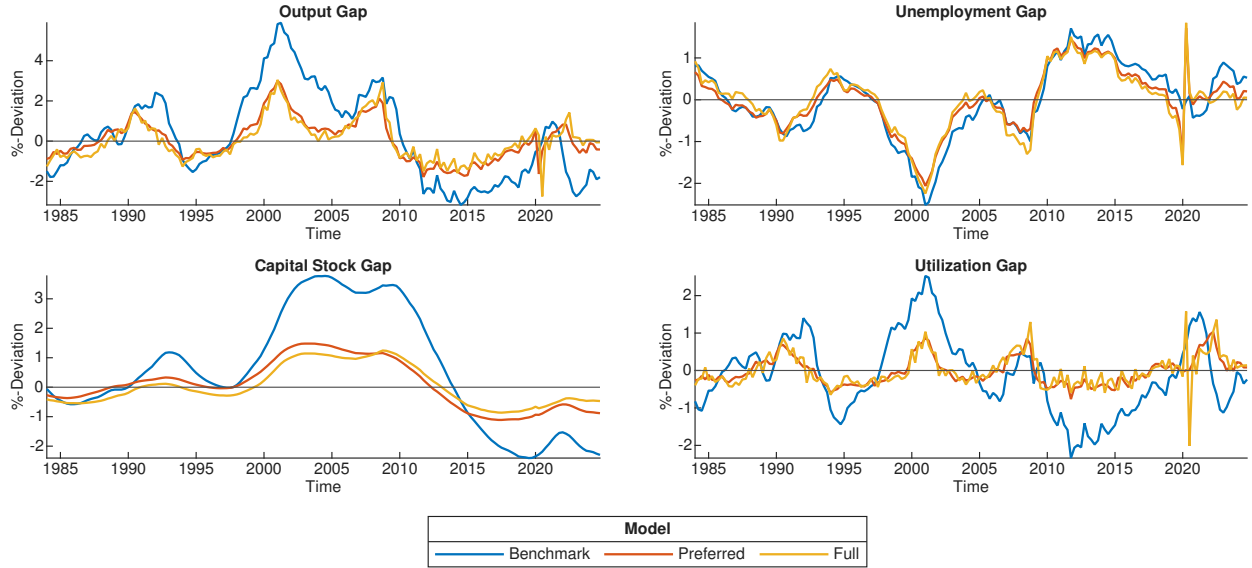 Output Gap
%-Deviation
4
2
0
-2
1985 1990 1995 2000 2005 2010 2015 2020
Time
Unemployment Gap
%-Deviation
1
0
-1
-2
1985 1990 1995 2000 2005 2010 2015 2020
Time
Capital Stock Gap
%-Deviation
3
2
1
0
-1
-2
1985 1990 1995 2000 2005 2010 2015 2020
Time
Utilization Gap
%-Deviation
2
1
0
-1
-2
1985 1990 1995 2000 2005 2010 2015 2020
Time
Model
Benchmark Preferred Full